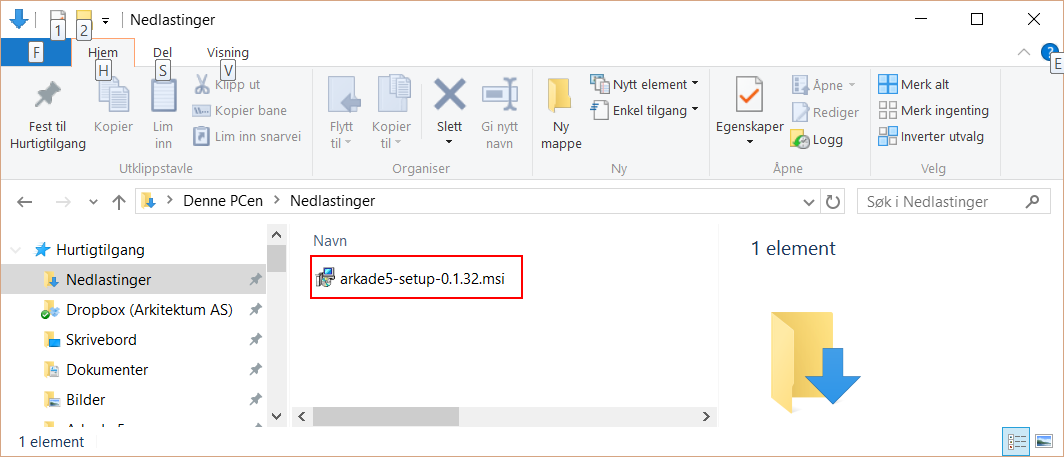 Nedlastinger
1 2
F Hjem Del Visning
H S V E
Fest til
Hurtigtilgang
Kopier
Lim
inn
Klipp ut
Kopier bane
Lim inn snarvei
Utklippstavle
Flytt
til
Kopier
til
Slett
Gi nytt
navn
Organiser
Ny
mappe
Nytt element
Enkel tilgang
Ny
Egenskaper
Åpne
Rediger
Logg
Åpne
Merk alt
Merk ingenting
Inverter utvalg
Velg
Denne PCen > Nedlastinger
Søk i Nedlastinger
Hurtigtilgang
Nedlastinger
Dropbox (Arkitektum AS)
Skrivebord
Dokumenter
Bilder
Navn
arkade5-setup-0.1.32.msi
1 element
1 element